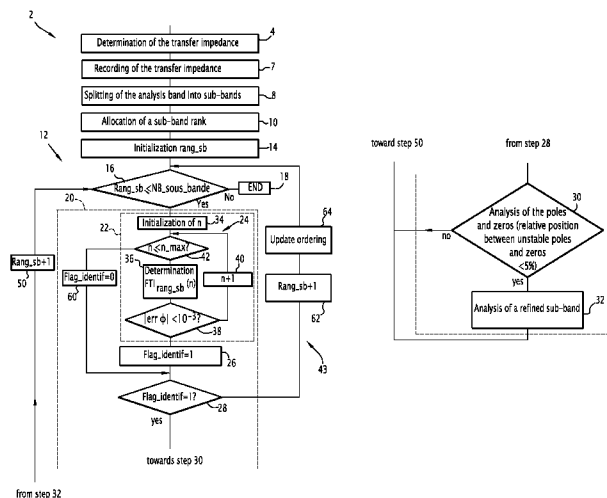 2
Determination of the transfer impedance
4
Recording of the transfer impedance
7
Splitting of the analysis band into sub-bands
8
Allocation of a sub-band rank
10
12
Initialization rang_sb
14
16
Rang_sb≤NB_sous_bande
No
END
18
Yes
20
22
Initialization of n
34
24
n ≤n_max?
42
36
Determination
FTI rang_sb (n)
40
n+1
|err ϕ| <10⁻³?
38
Flag_identif=0
60
Rang_sb+1
50
Flag_identif=1
26
Flag_identif=1?
28
yes
towards step 30
from step 32
64
Update ordering
Rang_sb+1
62
43
toward step 50
from step 28
30
Analysis of the poles
and zeros (relative position
between unstable poles
and zeros
<5%)
no
yes
Analysis of a refined sub-band
32